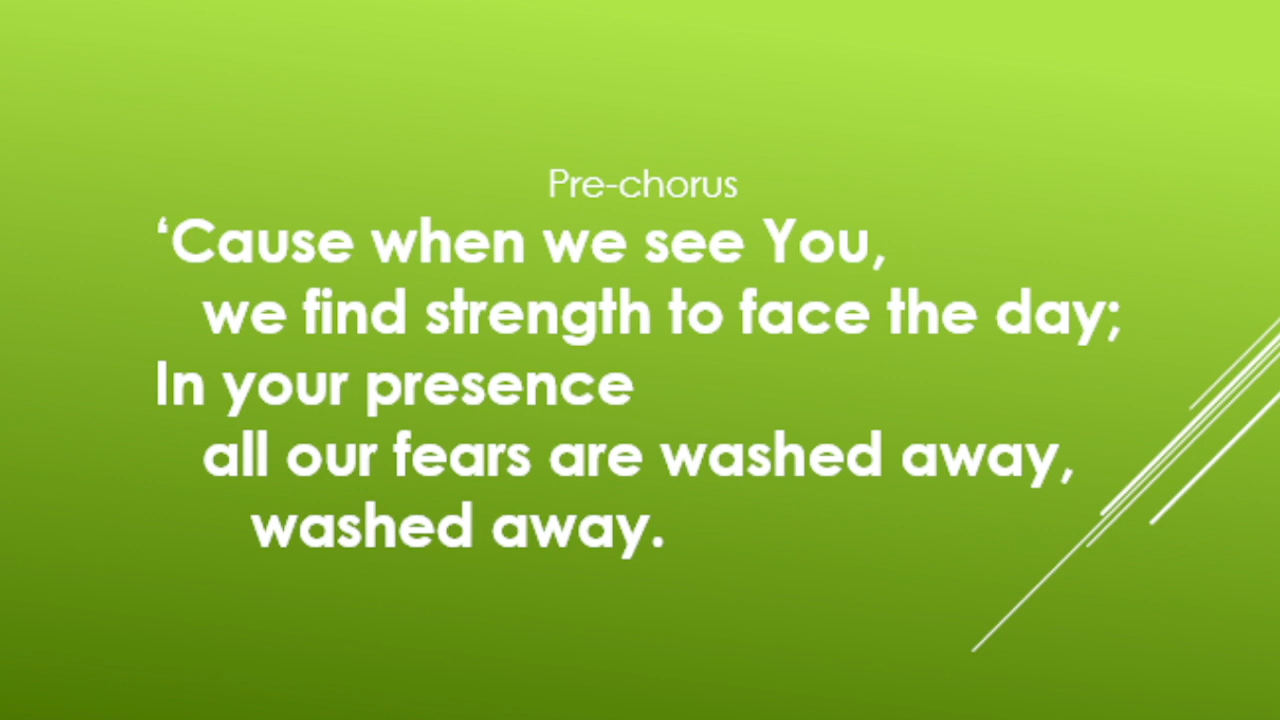 Pre-chorus
‘Cause when we see You,
we find strength to face the day;
In your presence
all our fears are washed away,
washed away.